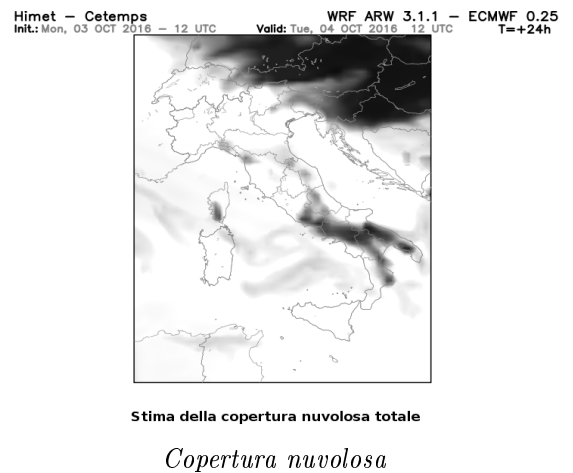 Himet – Cetemps WRF ARW 3.1.1 – ECMWF 0.25
Init.: Mon, 03 OCT 2016 – 12 UTC Valid: Tue, 04 OCT 2016 12 UTC T=+24h
Stima della copertura nuvolosa totale
Copertura nuvolosa